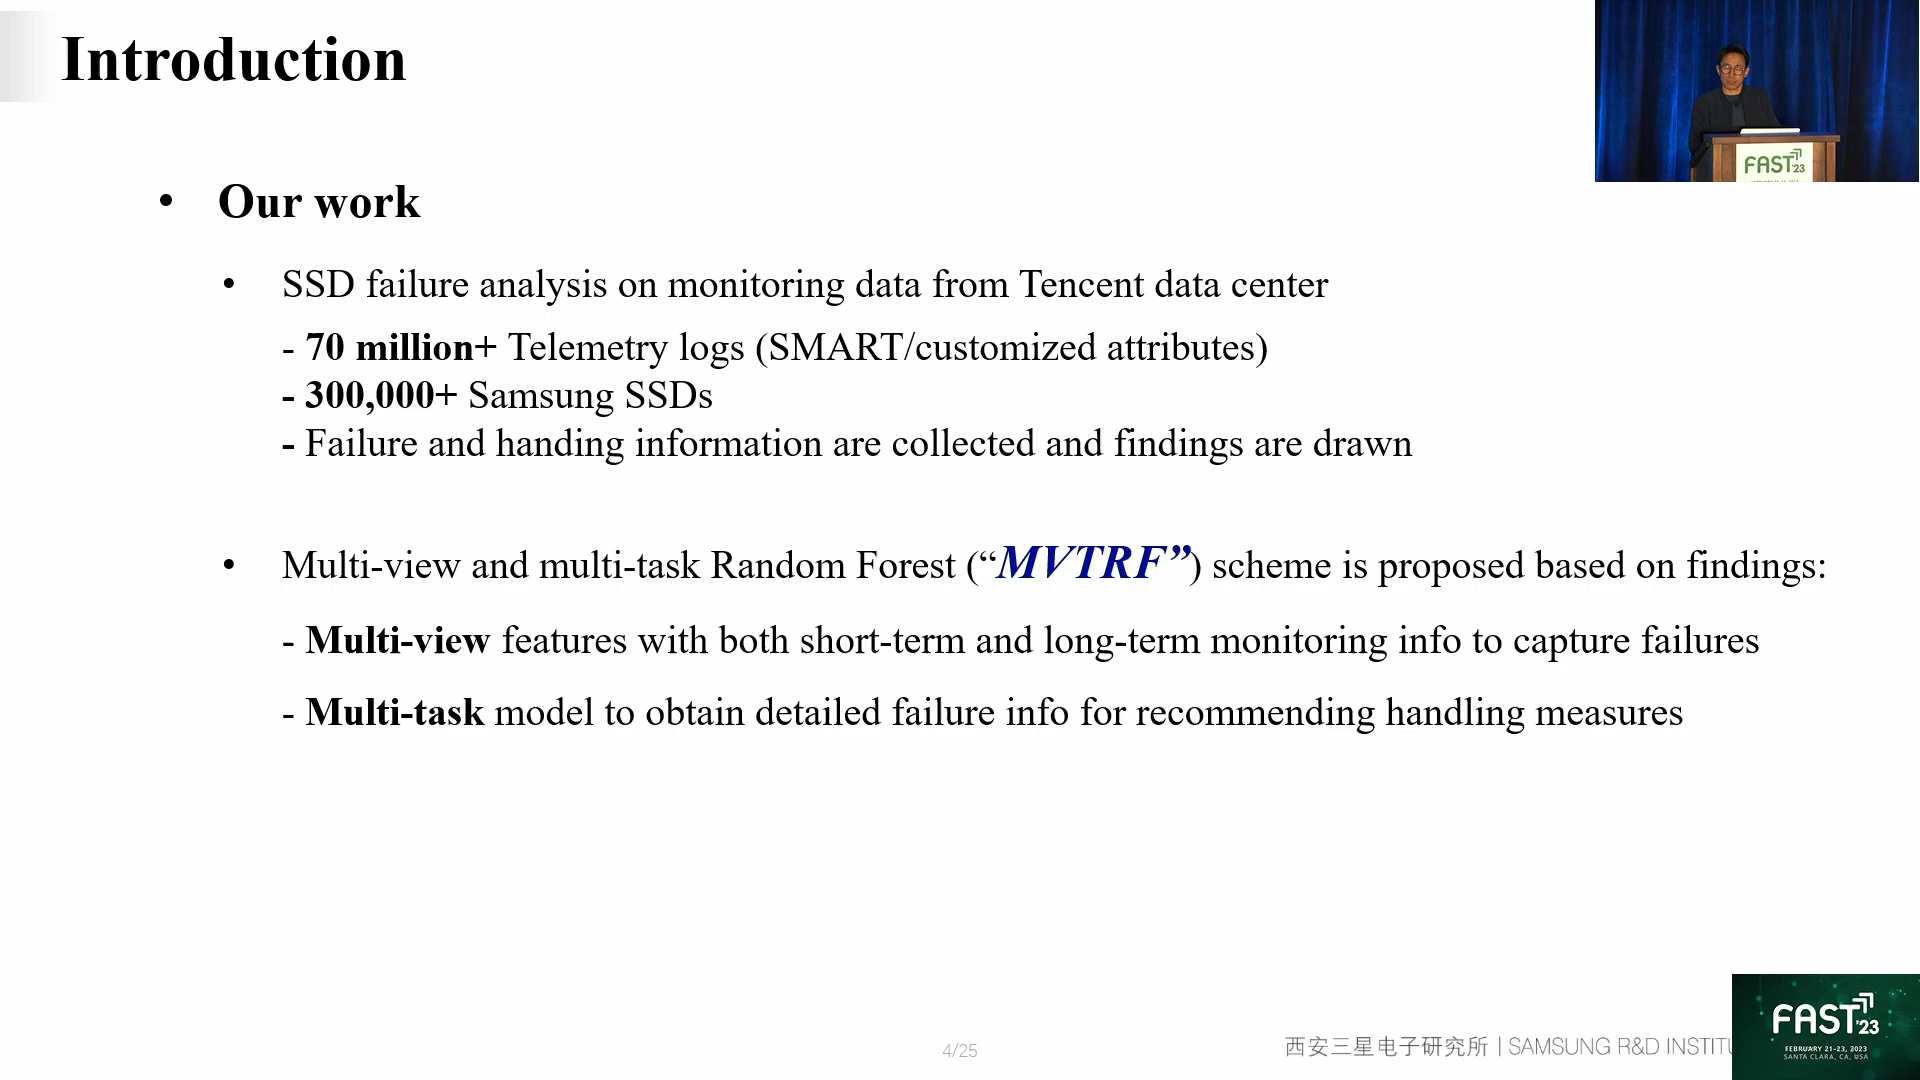 Introduction
• Our work
• SSD failure analysis on monitoring data from Tencent data center
- 70 million+ Telemetry logs (SMART/customized attributes)
- 300,000+ Samsung SSDs
- Failure and handing information are collected and findings are drawn
• Multi-view and multi-task Random Forest (“MVTRF”) scheme is proposed based on findings:
- Multi-view features with both short-term and long-term monitoring info to capture failures
- Multi-task model to obtain detailed failure info for recommending handling measures
FAST'23
4/25
西安三星电子研究所 | SAMSUNG R&D INSTITU
FAST'23
FEBRUARY 21-23, 2023
SANTA CLARA, CA, USA